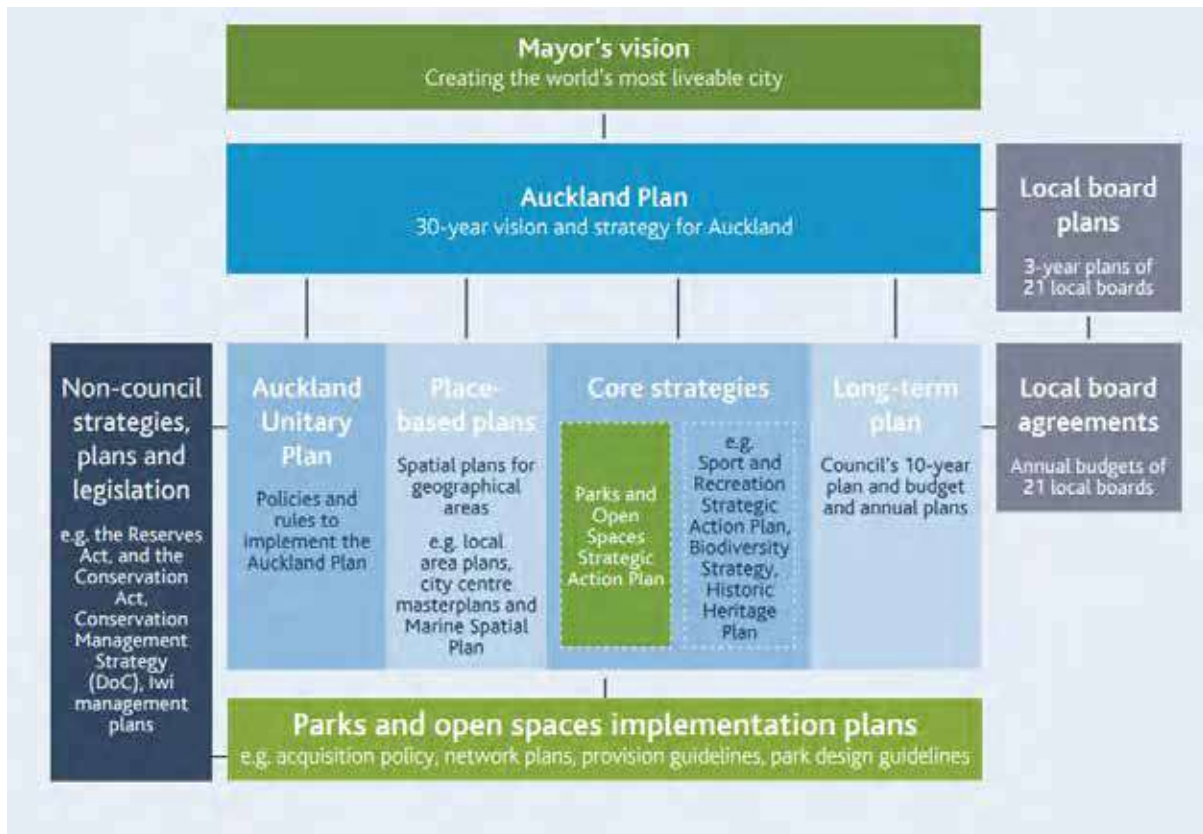 Mayor's vision
Creating the world's most liveable city
Auckland Plan
30-year vision and strategy for Auckland
Local board
plans
3-year plans of
21 local boards
Non-council
strategies,
plans and
legislation
e.g. the Reserves
Act, and the
Conservation
Act,
Conservation
Management
Strategy
(DoC), Iwi
management
plans
Auckland
Unitary
Plan
Policies and
rules to
implement the
Auckland Plan
Place-
based plans
Spatial plans for
geographical
areas
e.g. local
area plans,
city centre
masterplans and
Marine Spatial
Plan
Core strategies
Parks and
Open
Spaces
Strategic
Action Plan
e.g.
Sport and
Recreation
Strategic
Action Plan,
Biodiversity
Strategy,
Historic
Heritage
Plan
Long-term
plan
Council's 10-year
plan and budget
and annual plans
Local board
agreements
Annual budgets of
21 local boards
Parks and open spaces implementation plans
e.g. acquisition policy, network plans, provision guidelines, park design guidelines